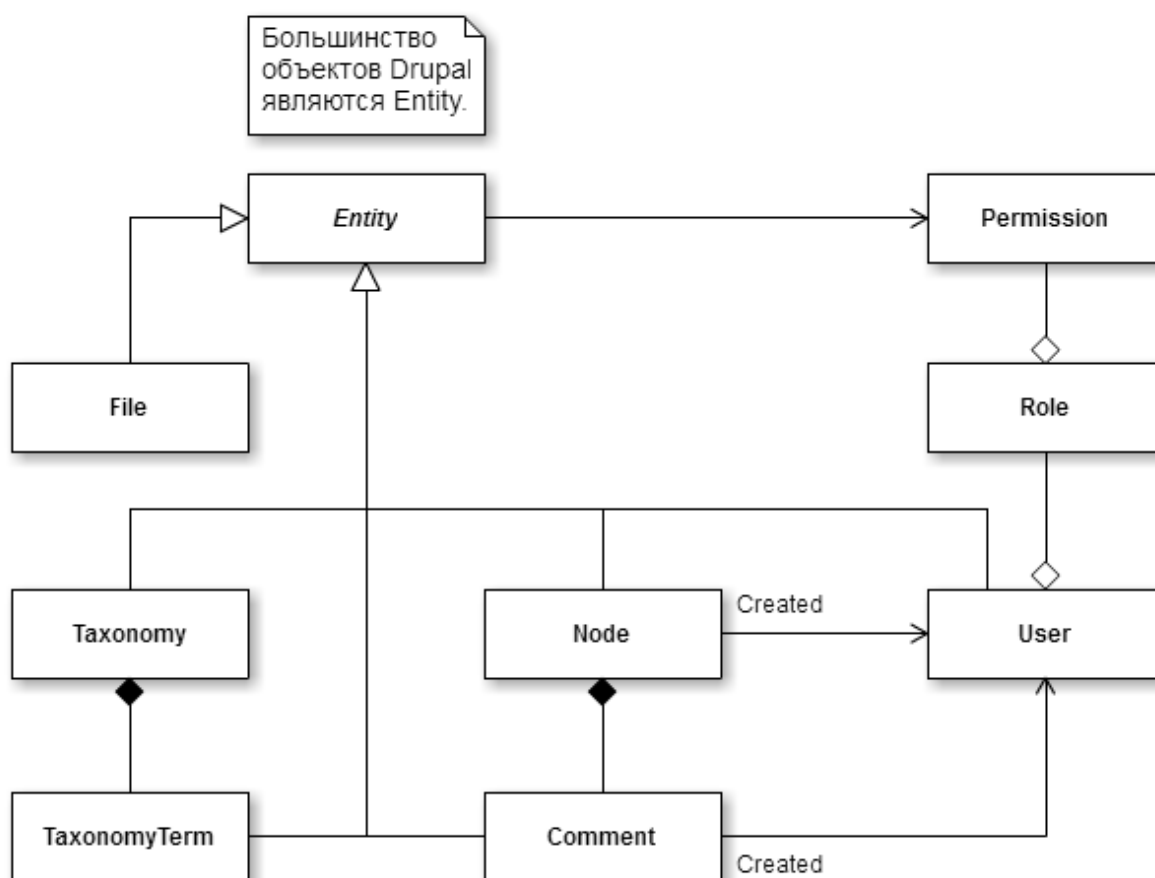 Большинство
объектов Drupal
являются Entity.
Entity
Permission
File
Role
Taxonomy
Node
Created
User
TaxonomyTerm
Comment
Created